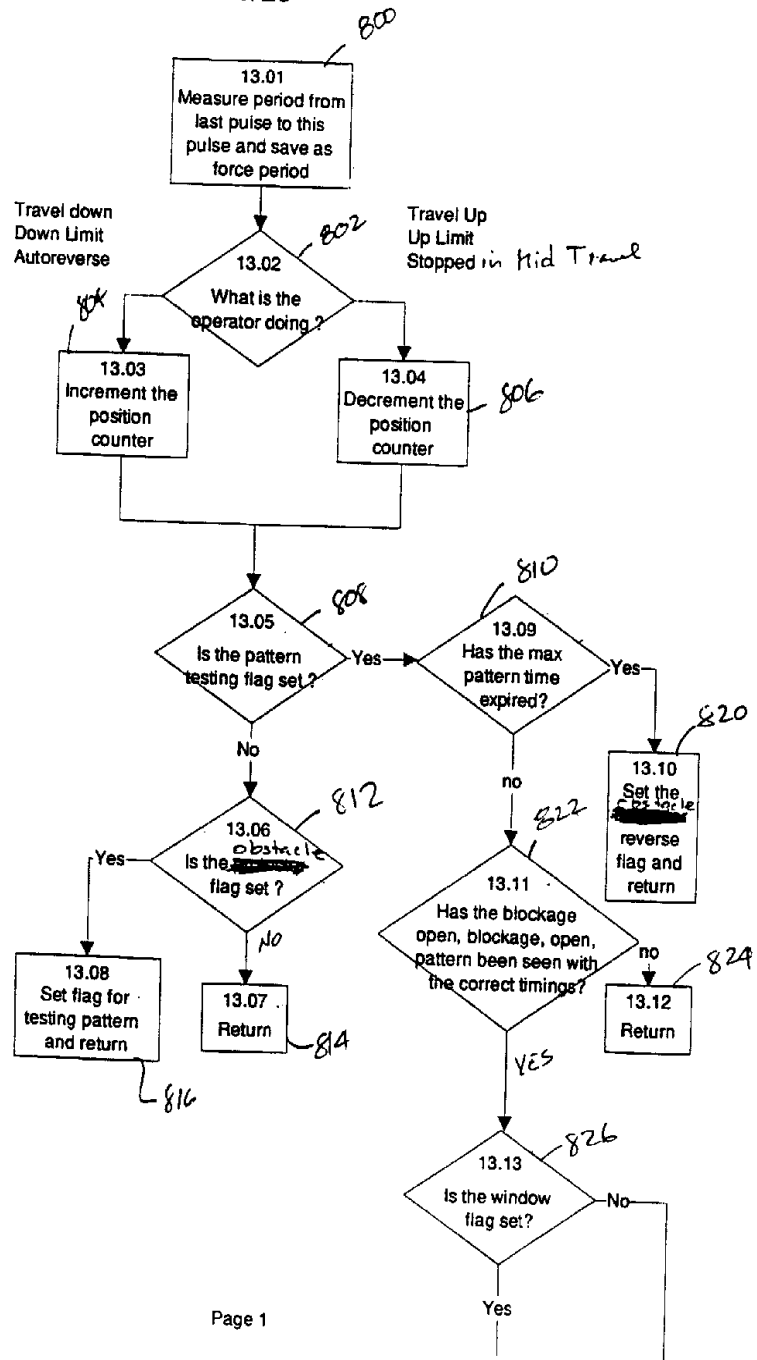 800
13.01
Measure period from
last pulse to this
pulse and save as
force period
Travel down
Down Limit
Autoreverse
802
Travel Up
Up Limit
Stopped in Mid Travel
13.02
What is the
operator doing ?
804
13.03
Increment the
position
counter
13.04
Decrement the
position
counter
806
808
13.05
Is the pattern
testing flag set ?
Yes
810
13.09
Has the max
pattern time
expired?
Yes
No
no
820
13.10
Set the
obstacle
reverse
flag and
return
812
13.06
obstacle
Is the
flag set ?
Yes
NO
822
13.11
Has the blockage
open, blockage, open,
pattern been seen with
the correct timings?
no
824
13.12
Return
13.08
Set flag for
testing pattern
and return
816
13.07
Return
814
YES
826
13.13
Is the window
flag set?
No
Yes
Page 1